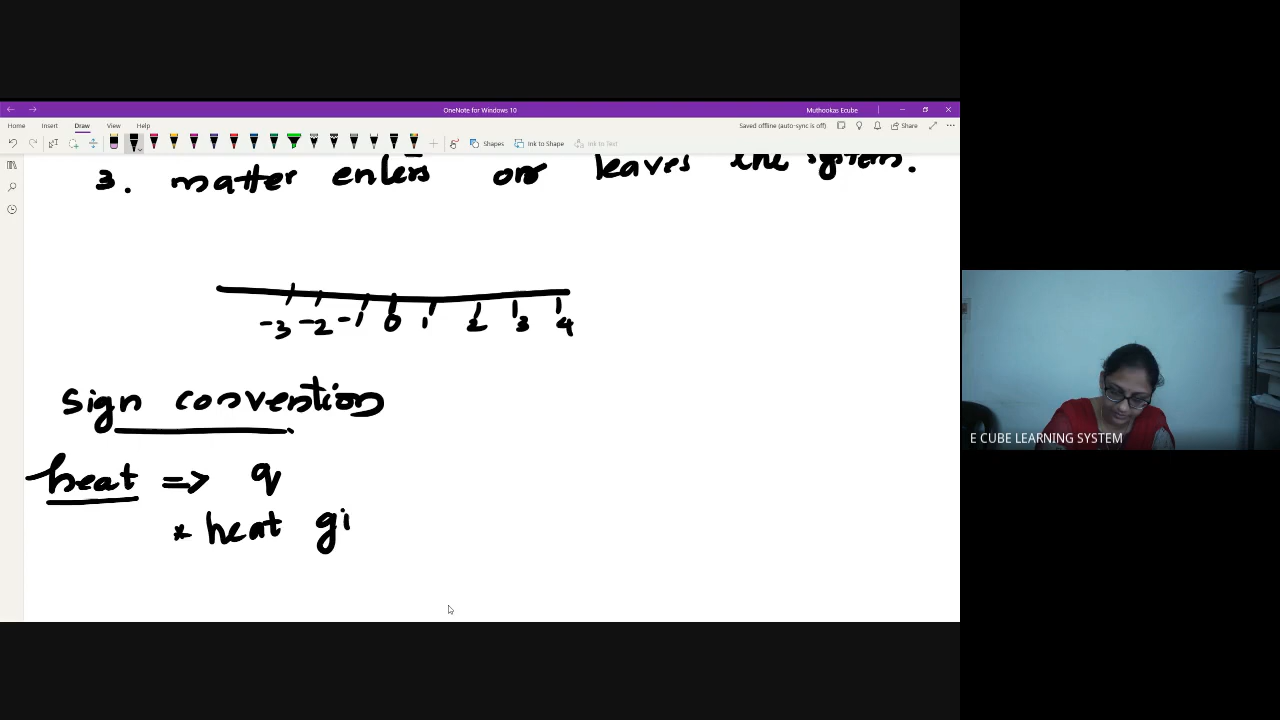 OneNote for Windows 10
Muthookas Ecube
Home Insert Draw View Help
Saved offline (auto-sync is off)
Share
Shapes Ink to Shape Ink to Text
3. matter enters or leaves the system.
-3 -2 -1 0 1 2 3 4
Sign convention
heat => q
* heat gi
E CUBE LEARNING SYSTEM